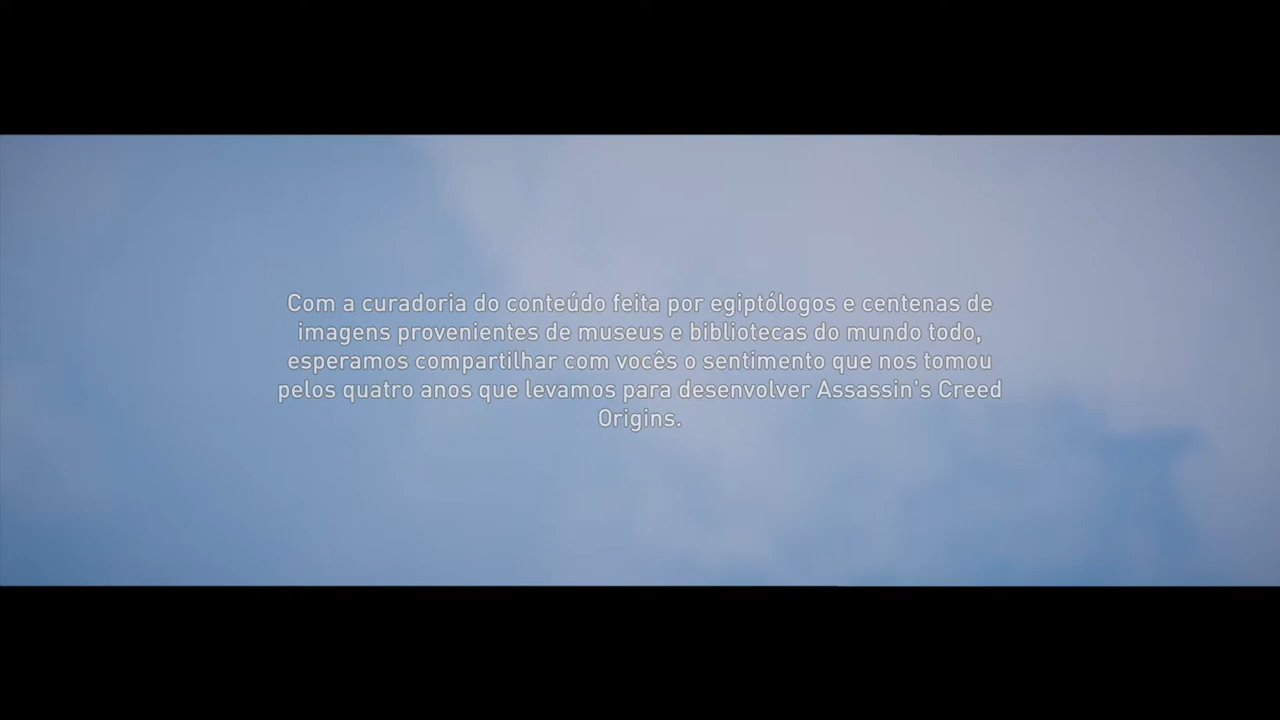 Com a curadoria do conteúdo feita por egiptólogos e centenas de
imagens provenientes de museus e bibliotecas do mundo todo,
esperamos compartilhar com vocês o sentimento que nos tomou
pelos quatro anos que levamos para desenvolver Assassin's Creed
Origins.